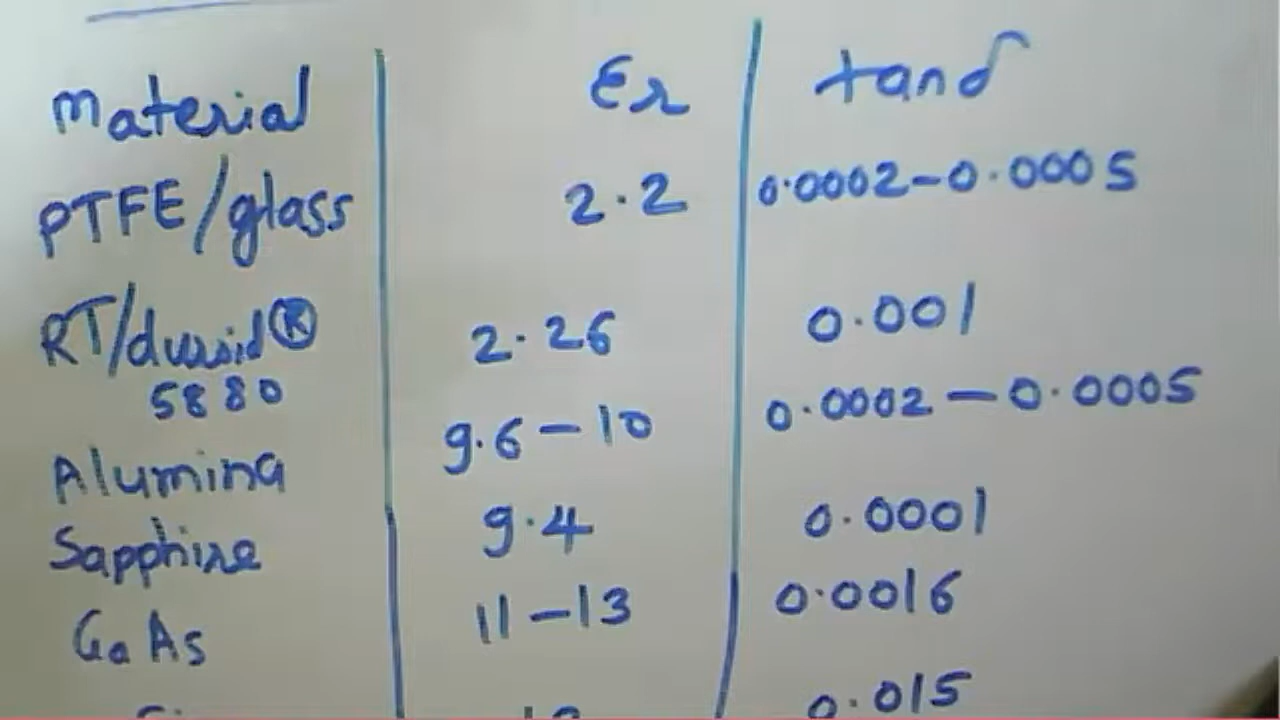 Material εr tanδ
PTFE/glass 2.2 0.0002-0.0005
RT/duroid® 2.26 0.001
5880
Alumina 9.6-10 0.0002-0.0005
Sapphire 9.4 0.0001
GaAs 11-13 0.0016
0.015